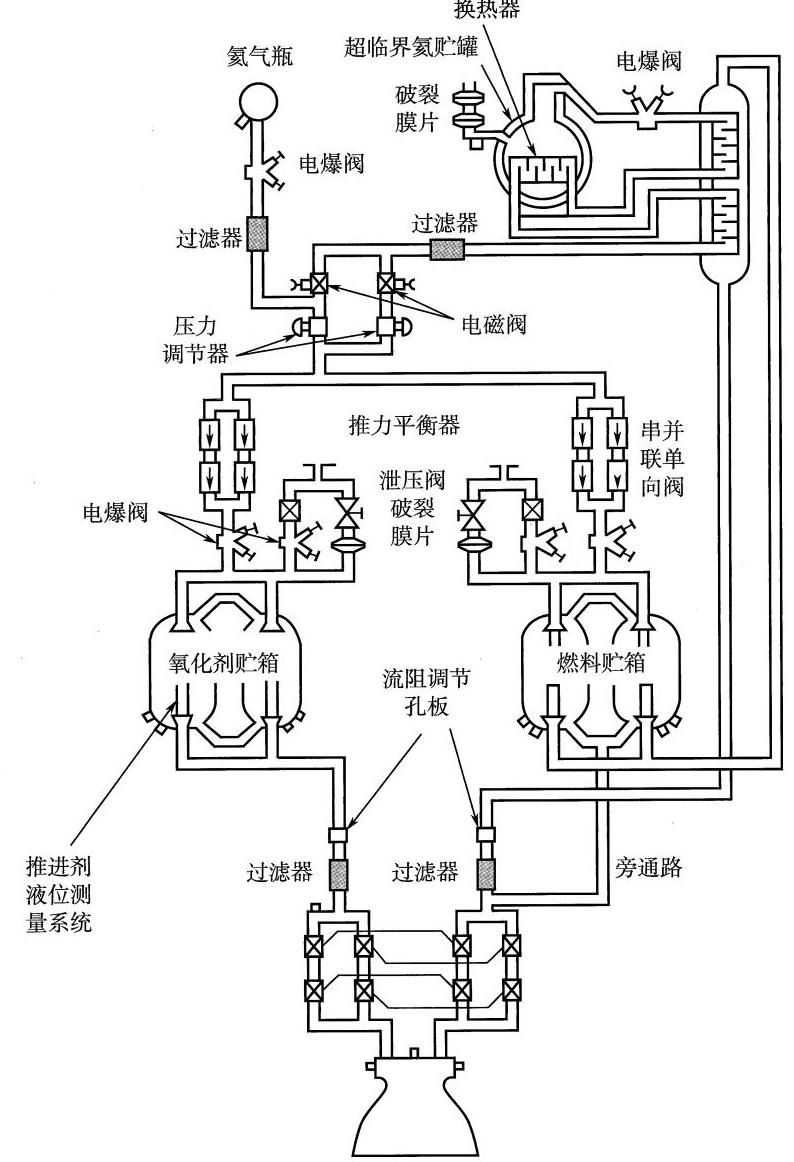 换热器
超临界氦贮罐
氦气瓶
电爆阀
破裂
膜片
电爆阀
过滤器
过滤器
压力
调节器
电磁阀
推力平衡器
串并
联单
向阀
泄压阀
破裂
膜片
电爆阀
氧化剂贮箱
燃料贮箱
流阻调节
孔板
推进剂
液位测
量系统
过滤器
过滤器
旁通路